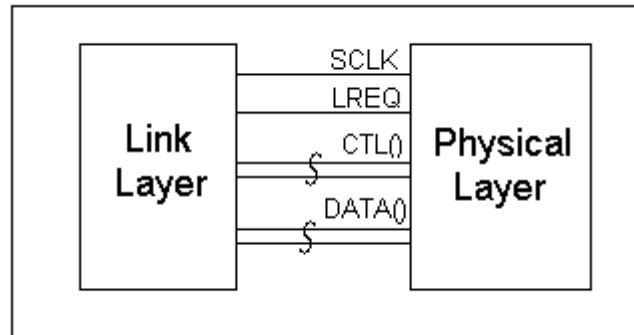 Link
Layer
SCLK
LREQ
CTL()
DATA()
Physical
Layer